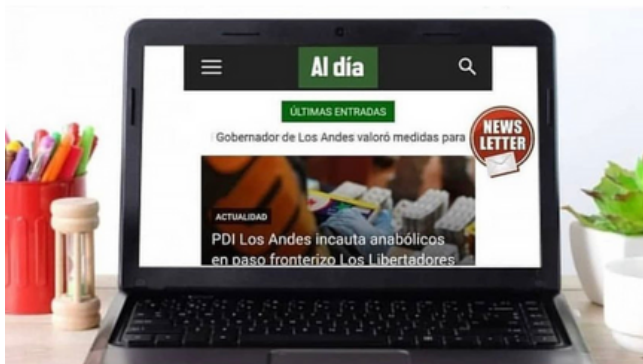 Al día
ÚLTIMAS ENTRADAS
Gobernador de Los Andes valoró medidas para
NEWS
LETTER
ACTUALIDAD
PDI Los Andes incauta anabólicos
en paso fronterizo Los Libertadores